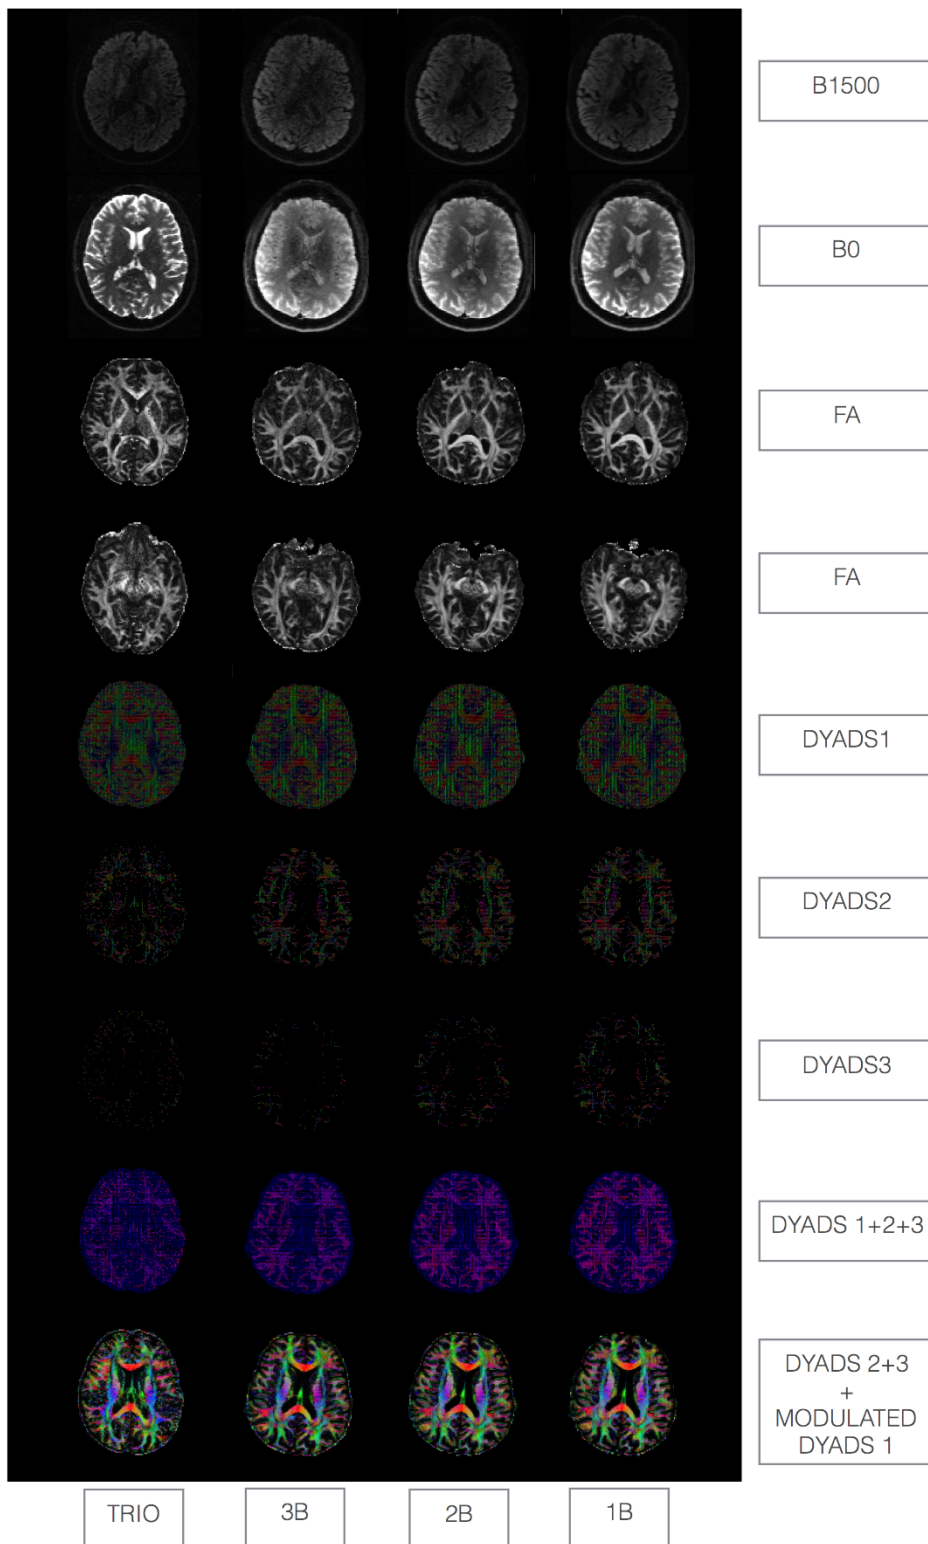 B1500
B0
FA
FA
DYADS1
DYADS2
DYADS3
DYADS 1+2+3
DYADS 2+3
+
MODULATED
DYADS 1
TRIO
3B
2B
1B